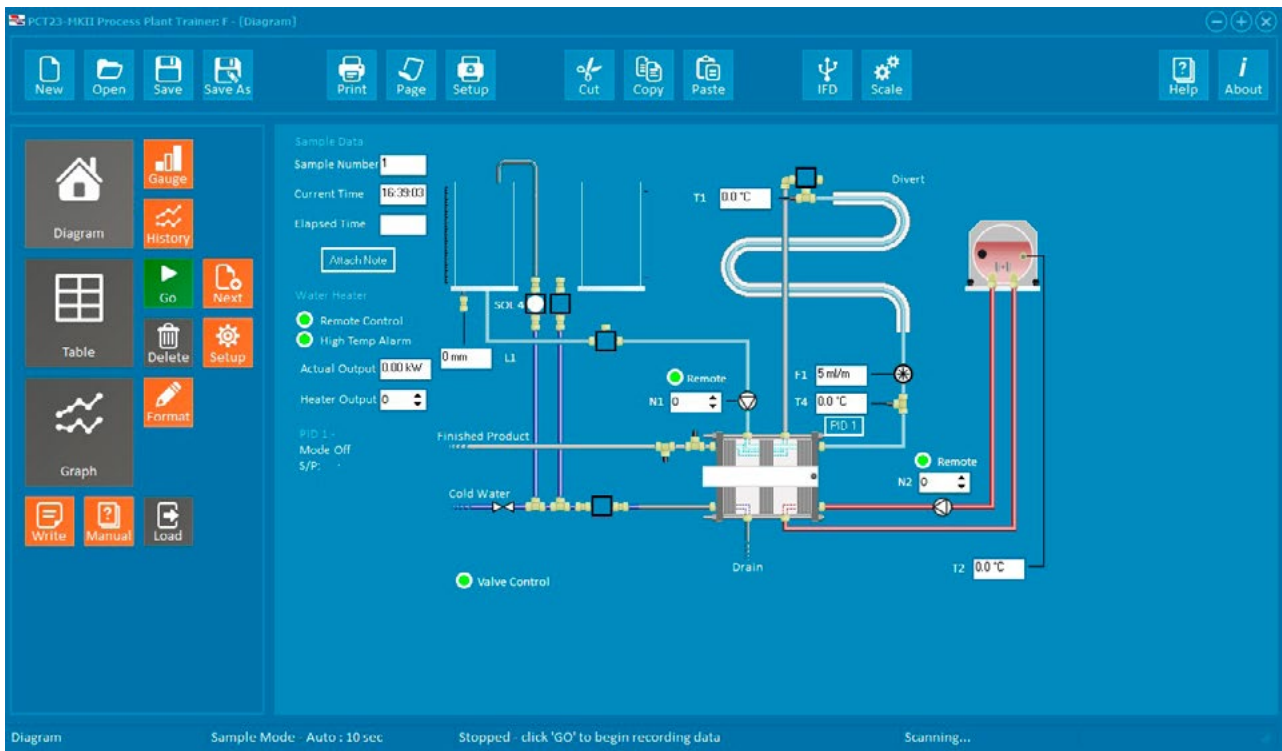 PCT23-MKII Process Plant Trainer: F - [Diagram]
New Open Save Save As Print Page Setup Cut Copy Paste IFD Scale Help About
Diagram
Gauge
History
Table
Go
Next
Delete
Setup
Graph
Format
Write
Manual
Load
Sample Data
Sample Number 1
Current Time 16:39:03
Elapsed Time
Attach Note
Water Heater
Remote Control
High Temp Alarm
Actual Output 0.00 kW
Heater Output 0
PID 1 -
Mode Off
S/P: -
SOL 4
0 mm L1
T1 0.0 °C
Divert
Remote
N1 0
F1 5 ml/m
T4 0.0 °C
PID 1
Finished Product
Remote
N2 0
Cold Water
Drain
T2 0.0 °C
Valve Control
Diagram Sample Mode - Auto : 10 sec Stopped - click 'GO' to begin recording data Scanning...